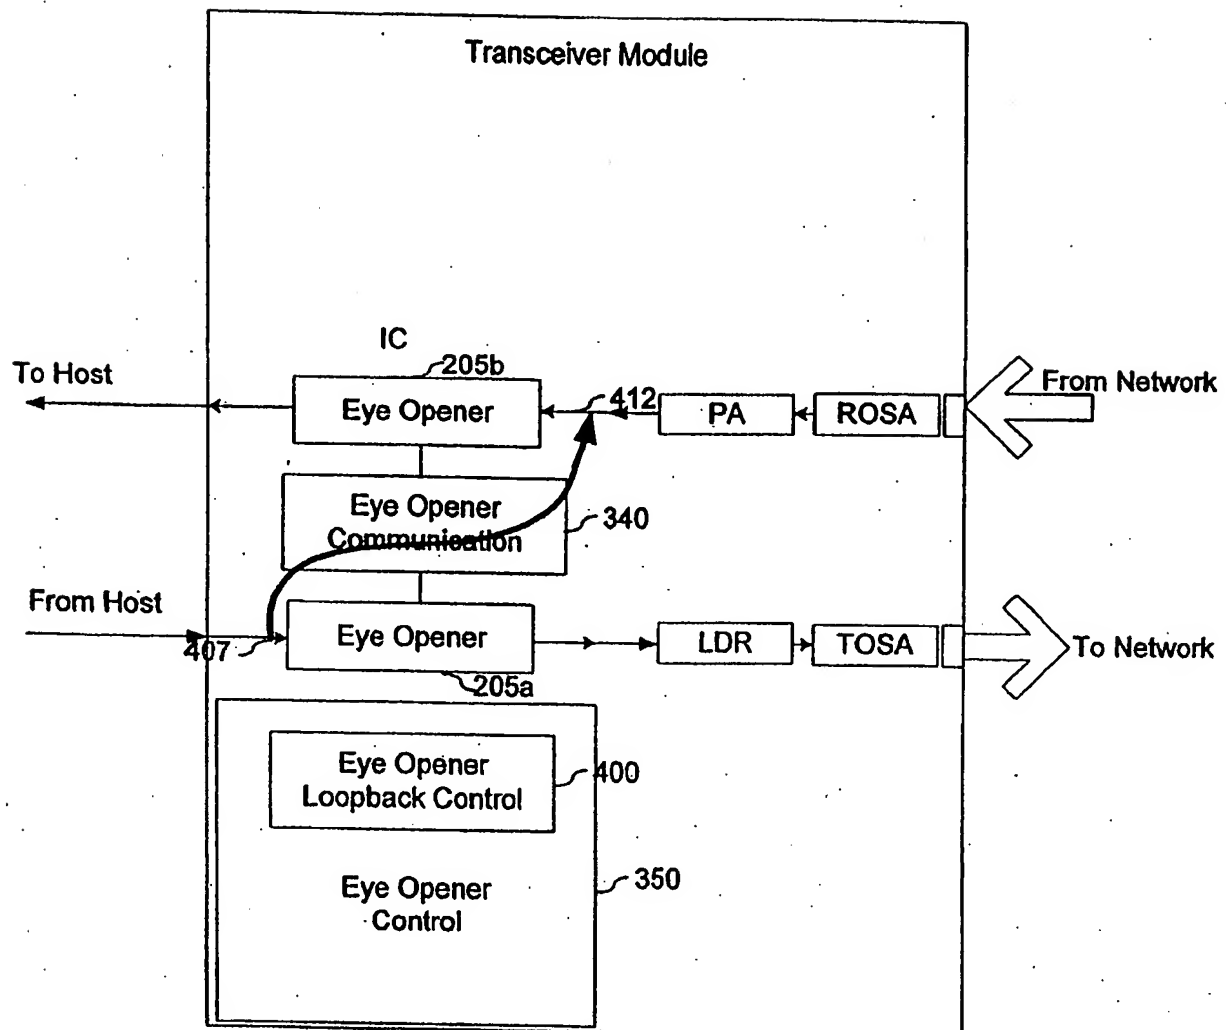 Transceiver Module
IC
205b
To Host
Eye Opener
412
PA
ROSA
From Network
Eye Opener
Communication
340
From Host
407
Eye Opener
LDR
TOSA
To Network
205a
Eye Opener
Loopback Control
400
Eye Opener
Control
350